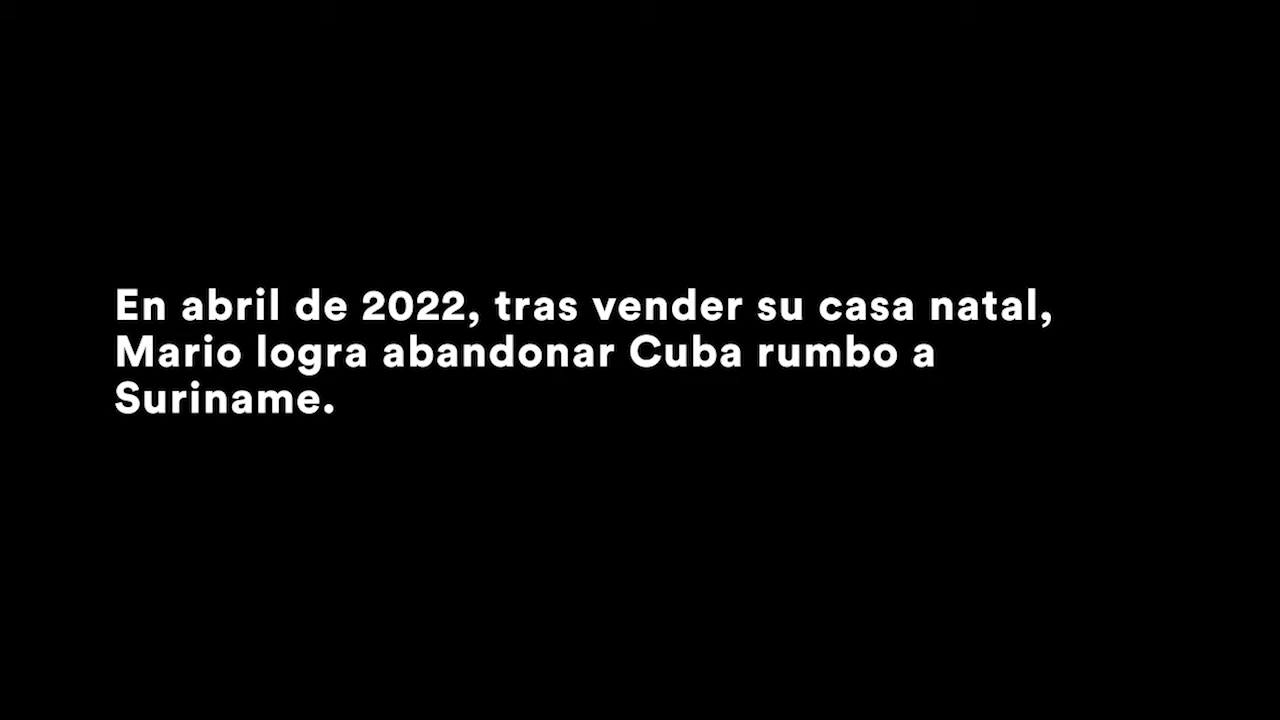 En abril de 2022, tras vender su casa natal,
Mario logra abandonar Cuba rumbo a
Suriname.